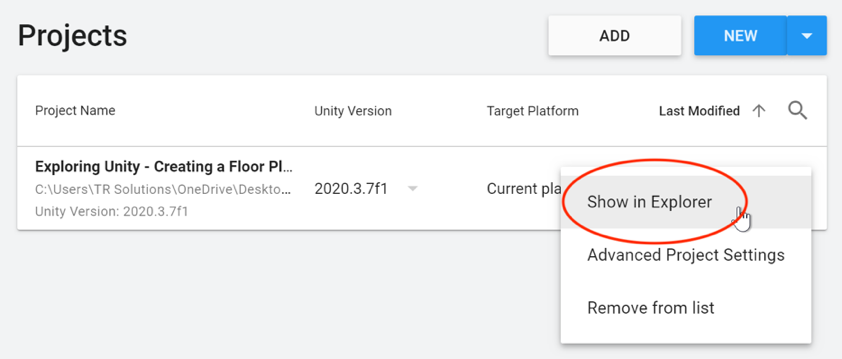 Projects
ADD
NEW
Project Name
Unity Version
Target Platform
Last Modified
Exploring Unity - Creating a Floor Pl...
C:\Users\TR Solutions\OneDrive\Deskto...
Unity Version: 2020.3.7f1
2020.3.7f1
Current pla
Show in Explorer
Advanced Project Settings
Remove from list